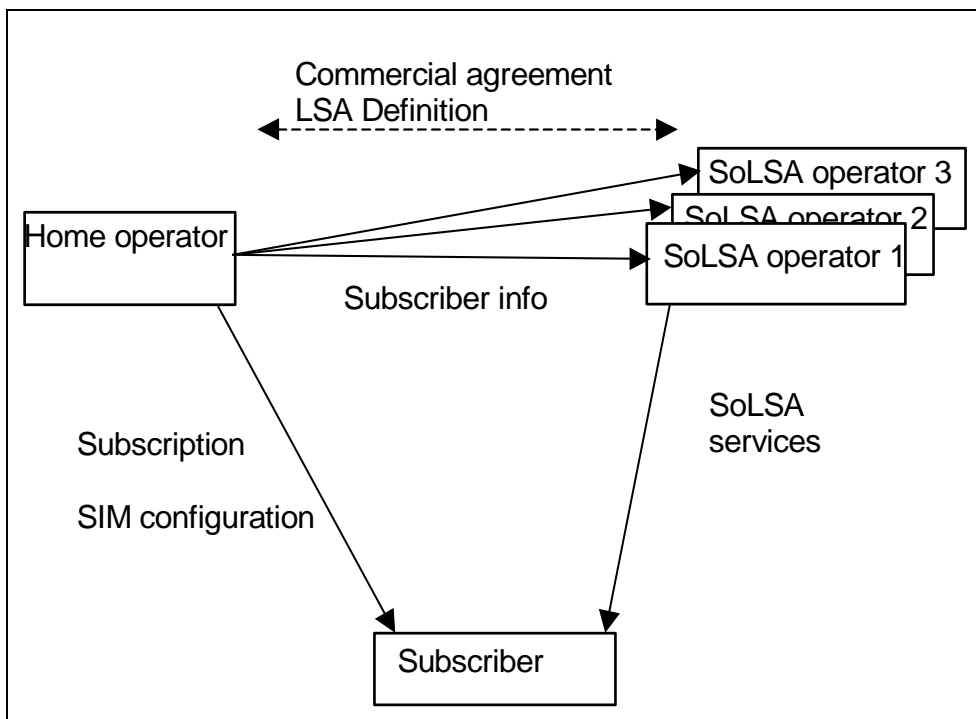 Commercial agreement
LSA Definition
SoLSA operator 3
SoLSA operator 2
SoLSA operator 1
Home operator
Subscriber info
SoLSA
services
Subscription
SIM configuration
Subscriber